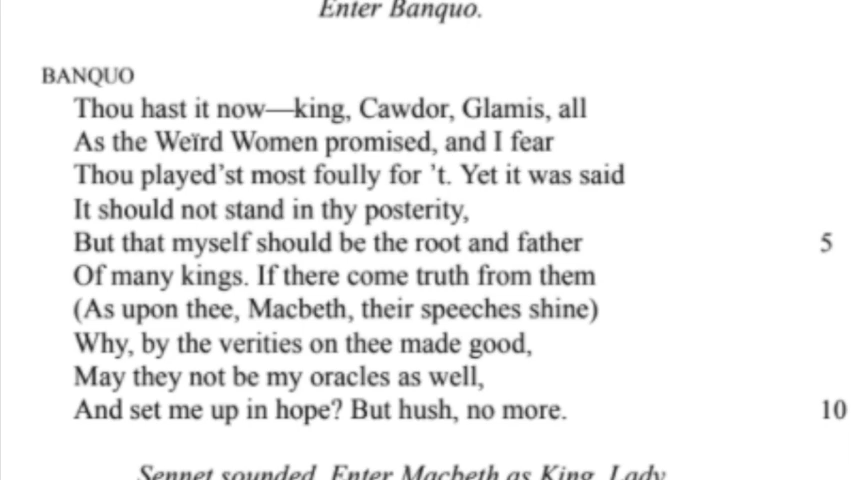 Enter Banquo.
BANQUO
Thou hast it now—king, Cawdor, Glamis, all
As the Weïrd Women promised, and I fear
Thou played’st most foully for ’t. Yet it was said
It should not stand in thy posterity,
But that myself should be the root and father 5
Of many kings. If there come truth from them
(As upon thee, Macbeth, their speeches shine)
Why, by the verities on thee made good,
May they not be my oracles as well,
And set me up in hope? But hush, no more. 10
Sennet sounded. Enter Macbeth as King, Lady